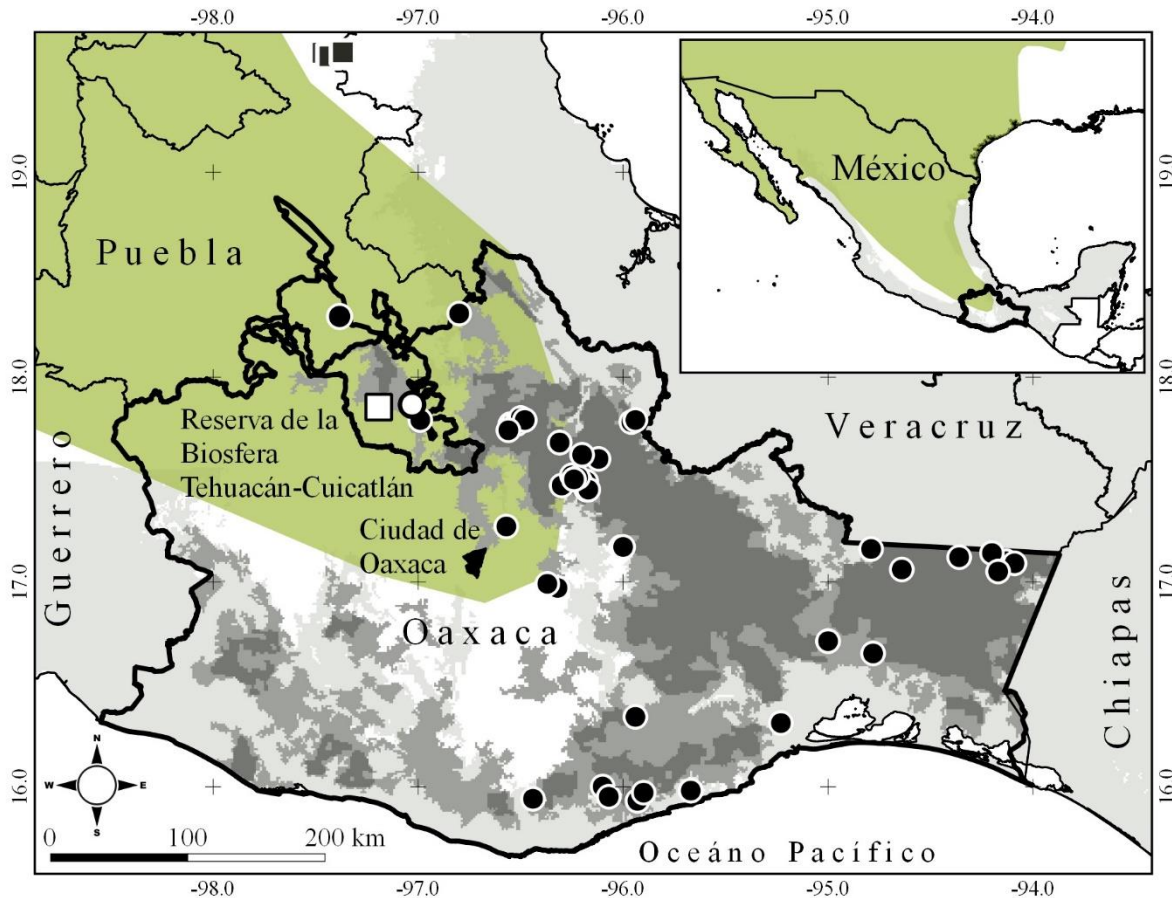 -98.0 -97.0 -96.0 -95.0 -94.0
19.0 19.0
México
Puebla
18.0 18.0
Reserva de la
Biosfera
Tehuacán-Cuicatlán
Veracruz
Guerrero
Ciudad de
Oaxaca
17.0 17.0
Oaxaca
Chiapas
N
W E
S
16.0 16.0
0 100 200 km
Oceáno Pacífico
-98.0 -97.0 -96.0 -95.0 -94.0